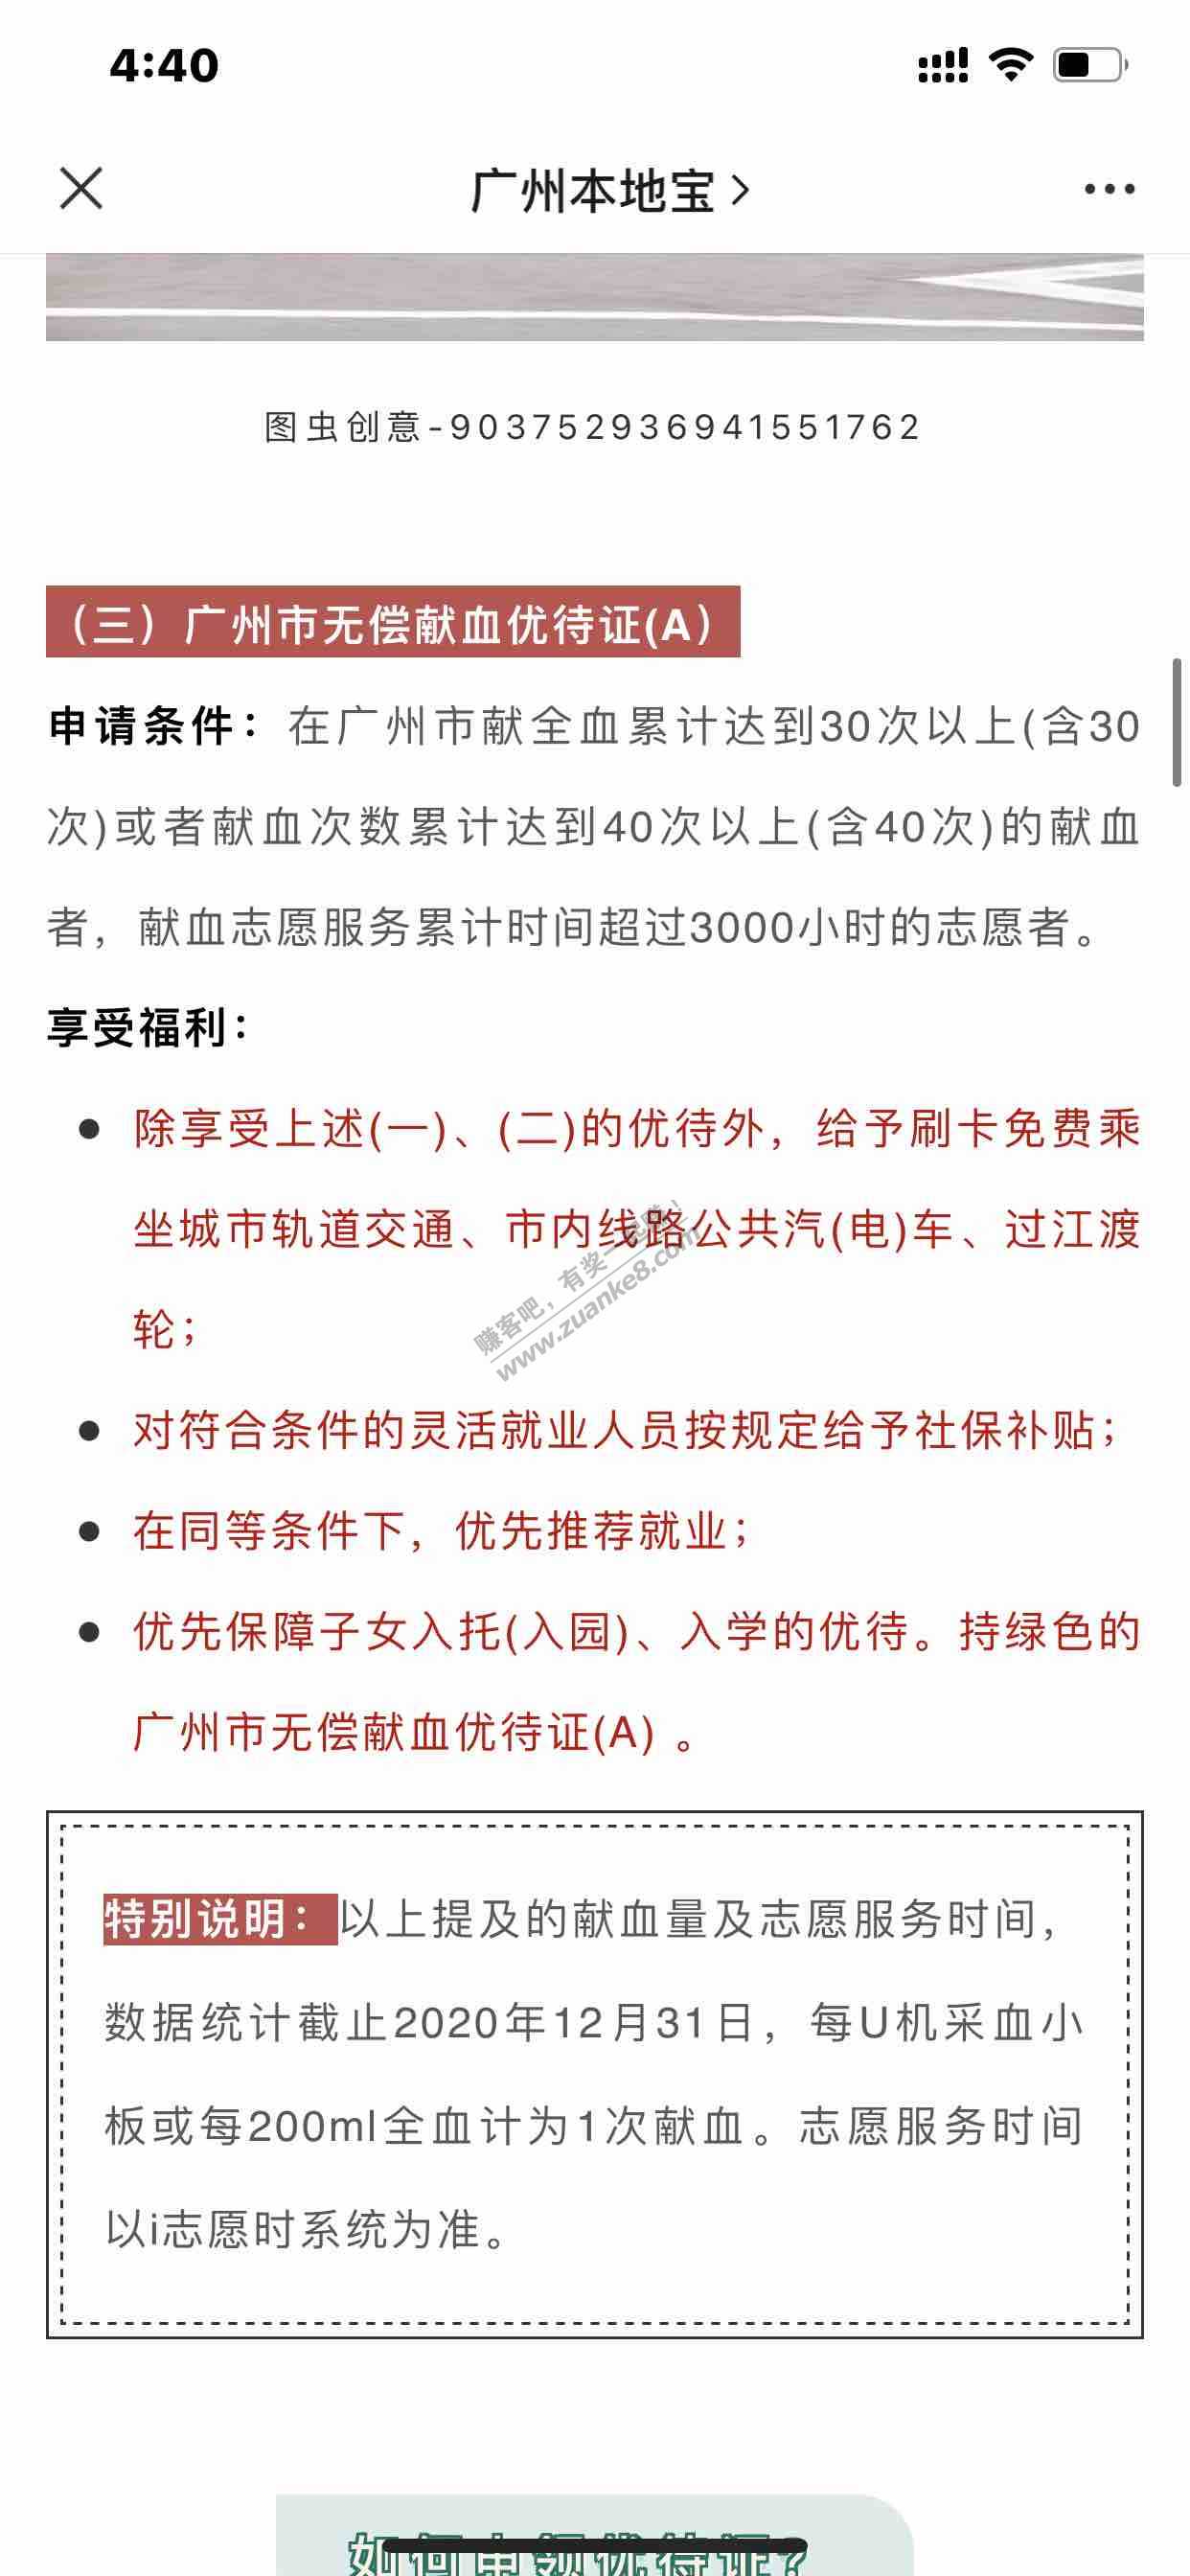 4:40
广州本地宝
图虫创意-903752936941551762
（三）广州市无偿献血优待证(A）
申请条件：在广州市献全血累计达到30次以上(含30
次)或者献血次数累计达到40次以上(含40次)的献血
者，献血志愿服务累计时间超过3000小时的志愿者。
享受福利：
除享受上述(一)、(二)的优待外，给予刷卡免费乘
坐城市轨道交通、市内线路公共汽(电)车、过江渡
轮；
赚客吧，有奖一起赚！
www.zuanke8.com
对符合条件的灵活就业人员按规定给予社保补贴；
在同等条件下，优先推荐就业；
优先保障子女入托(入园)、入学的优待。持绿色的
广州市无偿献血优待证(A) 。
特别说明：以上提及的献血量及志愿服务时间，
数据统计截止2020年12月31日，每U机采血小
板或每200ml全血计为1次献血。志愿服务时间
以i志愿时系统为准。
如何申领优待证?